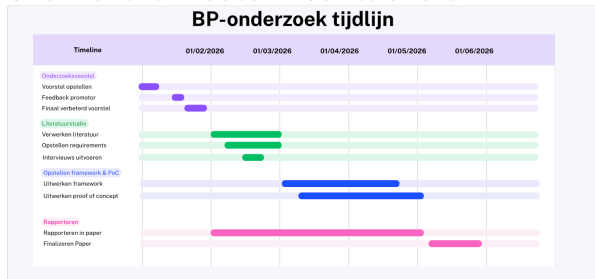 BP-onderzoek tijdlijn
Timeline 01/02/2026 01/03/2026 01/04/2026 01/05/2026 01/06/2026
Onderzoeksvoostel
Voorstel opstellen
Feedback promotor
Finaal verbeterd voorstel
Literatuurstudie
Verwerken literatuur
Opstellen requirements
Interviews uitvoeren
Opstellen framework & PoC
Uitwerken framework
Uitwerken proof of concept
Rapporteren
Rapporteren in paper
Finalizeren Paper